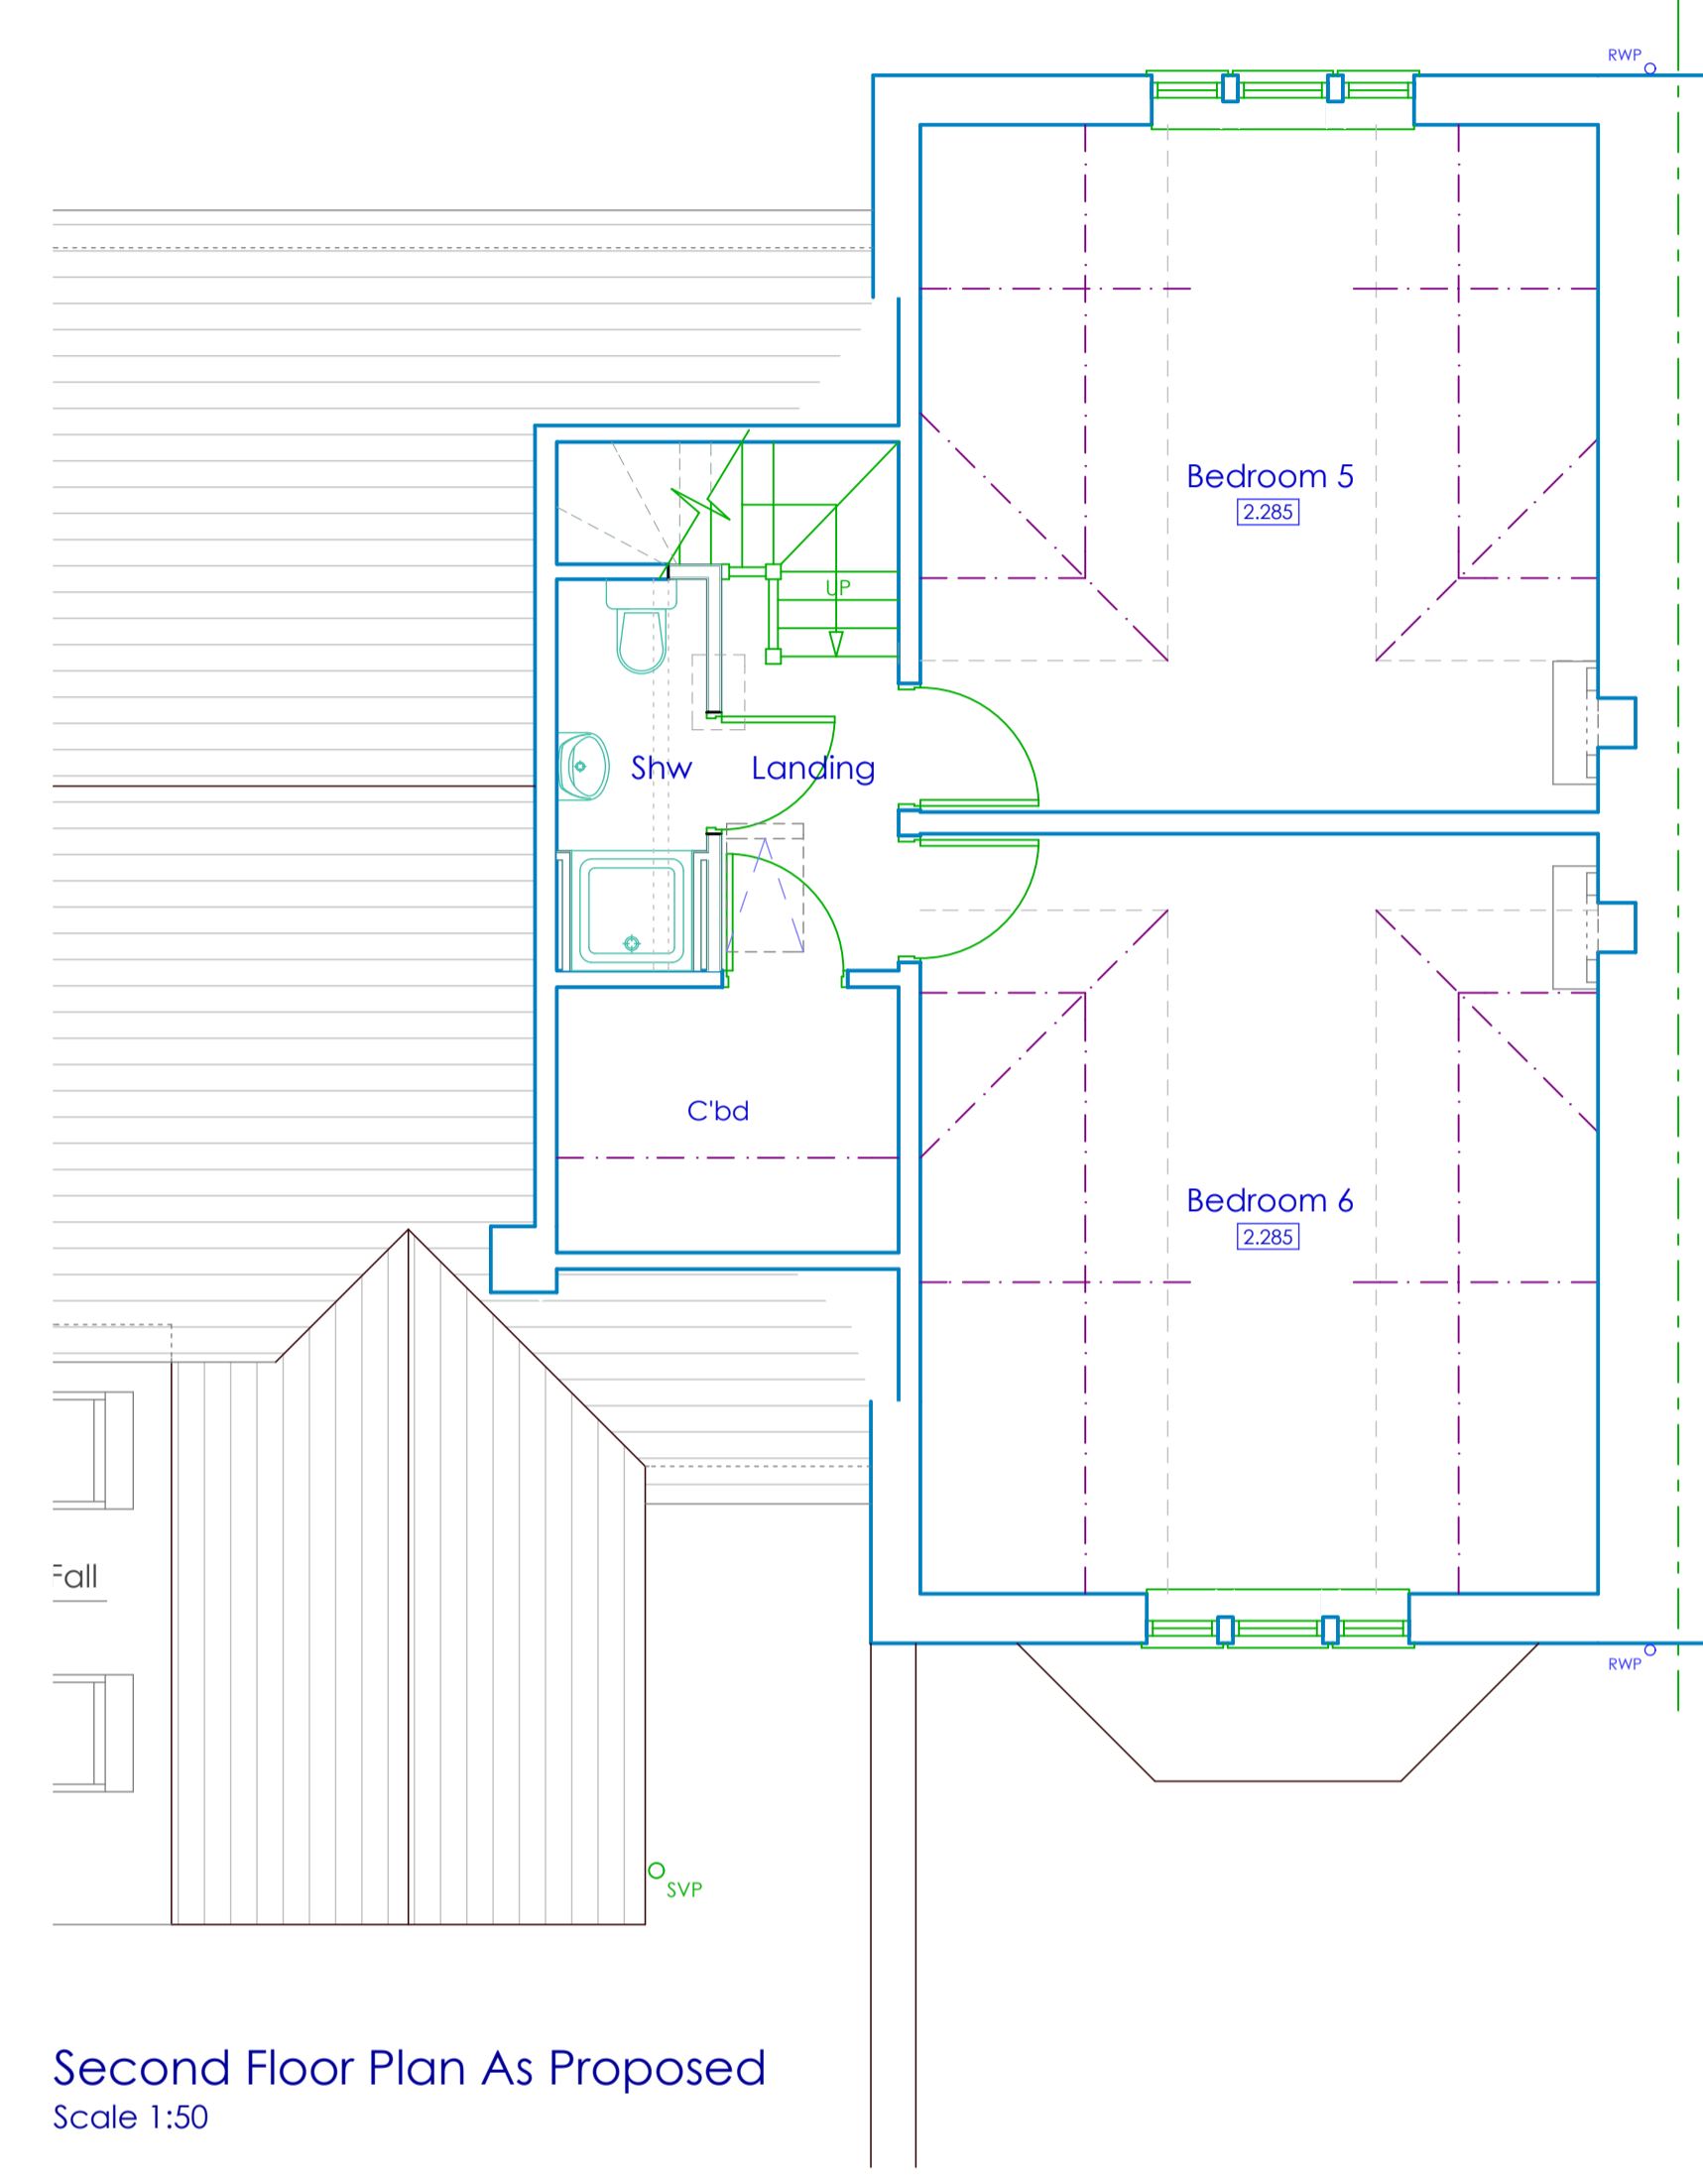 RWP
Bedroom 5
2.285
UP
Shw
Landing
C'bd
Bedroom 6
2.285
Fall
RWP
SVP
Second Floor Plan As Proposed
Scale 1:50